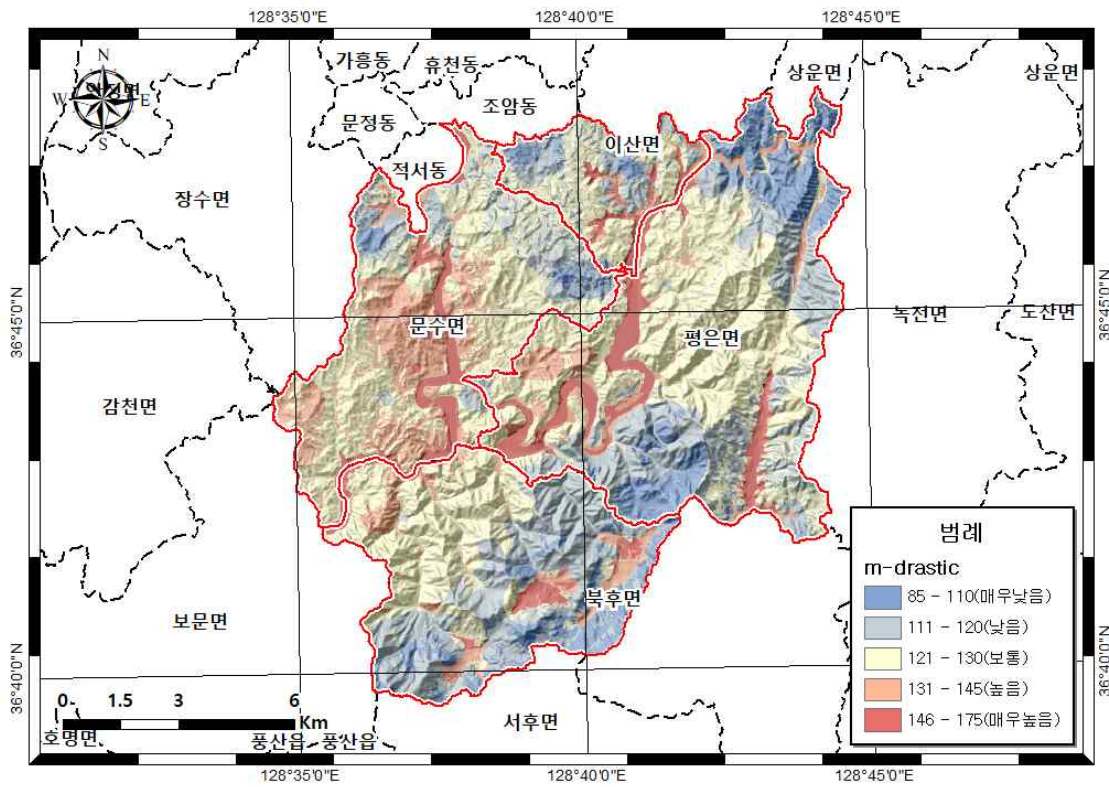 128°35'0"E
128°40'0"E
128°45'0"E
가흥동
휴천동
상운면
상운면
N
W
E
S
조암동
문정동
이산면
적서동
장수면
36°45'0"N
36°45'0"N
문수면
평은면
녹전면
도산면
감천면
범례
m-drastic
85 - 110(매우낮음)
111 - 120(낮음)
121 - 130(보통)
131 - 145(높음)
146 - 175(매우높음)
북후면
보문면
36°40'0"N
36°40'0"N
0 1.5 3 6
Km
서후면
호명면
풍산읍
풍산읍
128°35'0"E
128°40'0"E
128°45'0"E